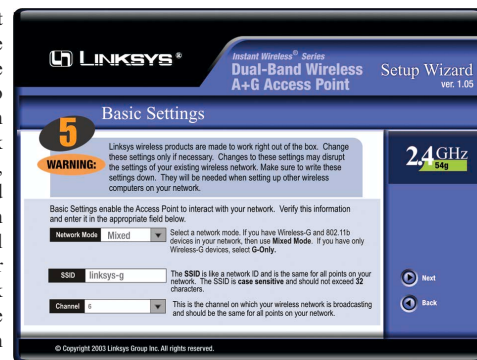 LINKSYS®
Instant Wireless® Series
Dual-Band Wireless
A+G Access Point
Setup Wizard
ver. 1.05
Basic Settings
5
WARNING:
Linksys wireless products are made to work right out of the box. Change
these settings only if necessary. Changes to these settings may disrupt
the settings of your existing wireless network. Make sure to write these
settings down. They will be needed when setting up other wireless
computers on your network.
2.4GHz
54g
Basic Settings enable the Access Point to interact with your network. Verify this information
and enter it in the appropriate field below.
Network Mode Mixed
Select a network mode. If you have Wireless-G and 802.11b
devices in your network, then use Mixed Mode. If you have only
Wireless-G devices, select G-Only.
SSID linksys-g
The SSID is like a network ID and is the same for all points on your
network. The SSID is case sensitive and should not exceed 32
characters.
Channel 6
This is the channel on which your wireless network is broadcasting
and should be the same for all points on your network.
Next
Back
© Copyright 2003 Linksys Group Inc. All rights reserved.